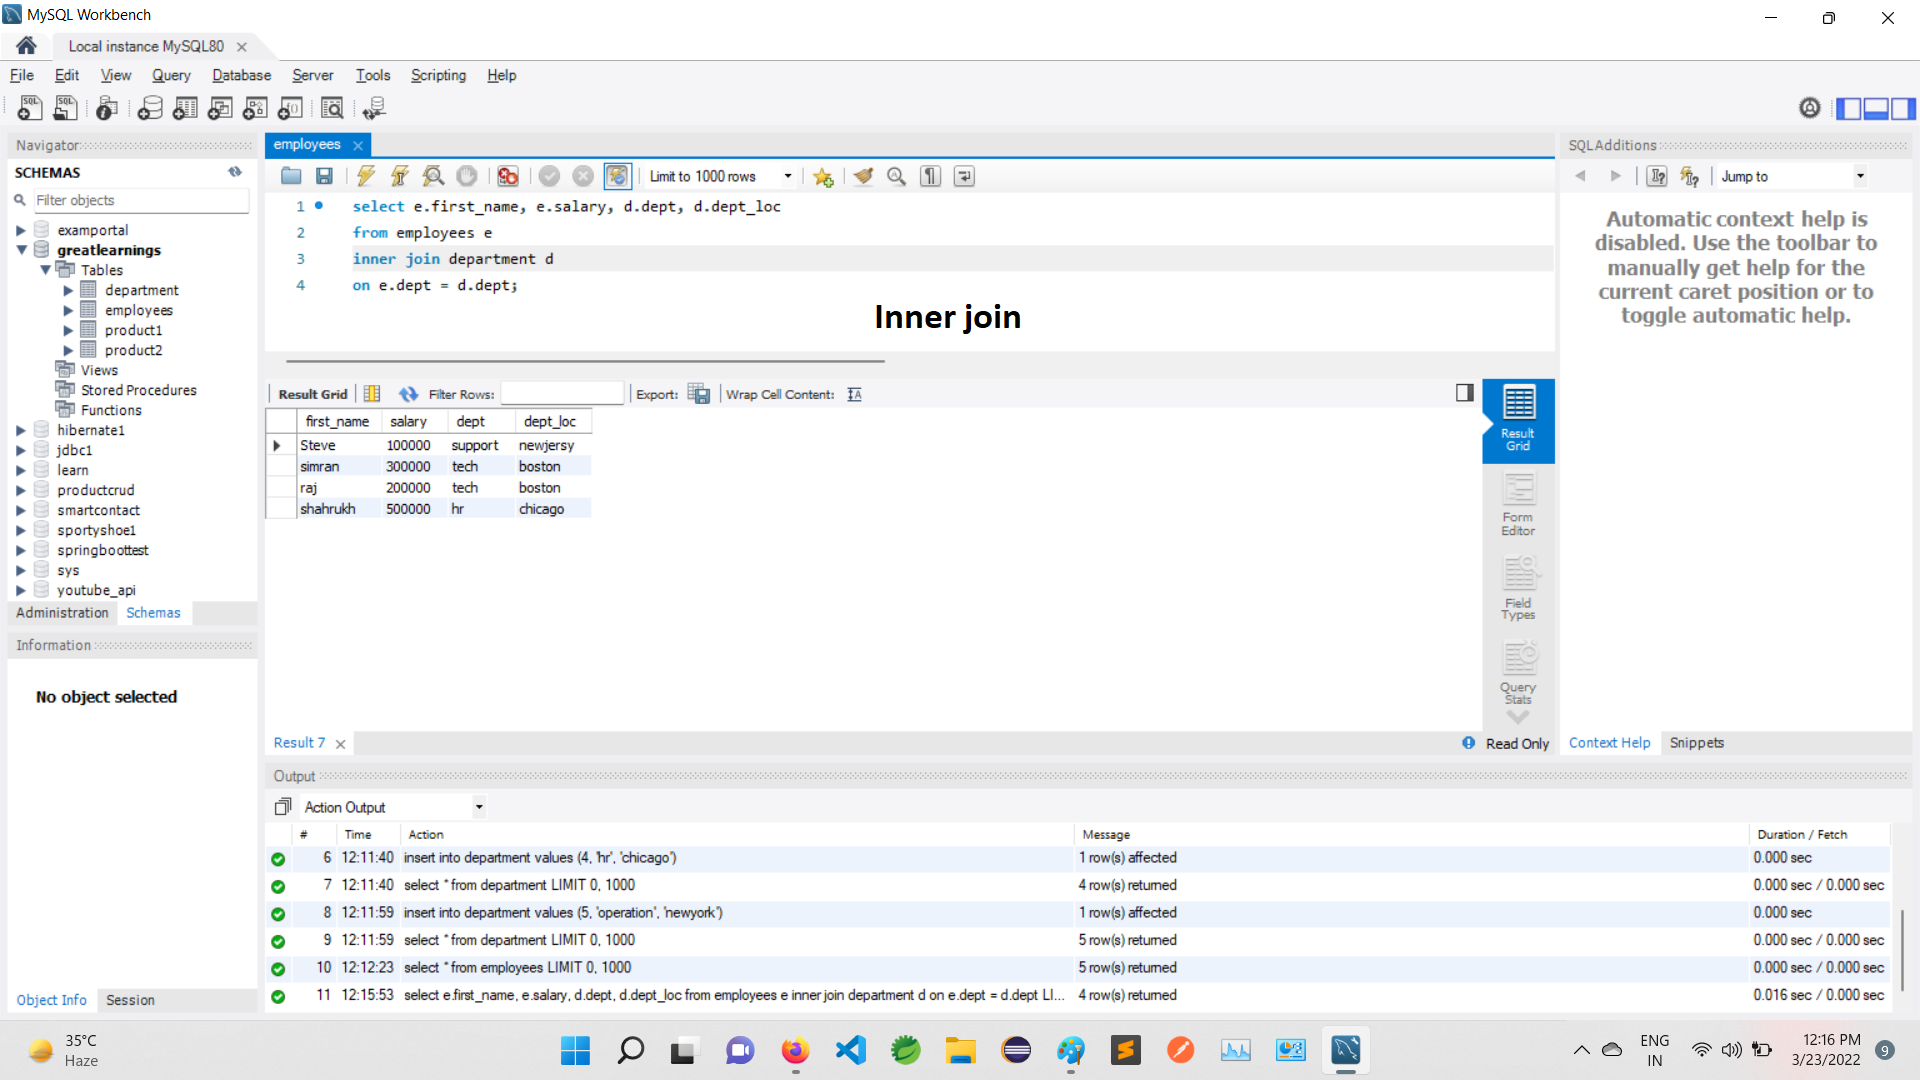 MySQL Workbench
Local instance MySQL80
File Edit View Query Database Server Tools Scripting Help
Navigator
SCHEMAS
Filter objects
examportal
greatlearnings
Tables
department
employees
product1
product2
Views
Stored Procedures
Functions
hibernate1
jdbc1
learn
productcrud
smartcontact
sportyshoe1
springboottest
sys
youtube_api
Administration Schemas
Information
No object selected
Object Info Session
employees
Limit to 1000 rows
1 select e.first_name, e.salary, d.dept, d.dept_loc
2 from employees e
3 inner join department d
4 on e.dept = d.dept;
Inner join
Result Grid Filter Rows: Export: Wrap Cell Content:
first_name salary dept dept_loc
Steve 100000 support newjersy
simran 300000 tech boston
raj 200000 tech boston
shahrukh 500000 hr chicago
Result Grid
Form Editor
Field Types
Query Stats
Result 7
Read Only
SQLAdditions
Jump to
Automatic context help is
disabled. Use the toolbar to
manually get help for the
current caret position or to
toggle automatic help.
Context Help Snippets
Output
Action Output
# Time Action Message Duration / Fetch
6 12:11:40 insert into department values (4, 'hr', 'chicago') 1 row(s) affected 0.000 sec
7 12:11:40 select * from department LIMIT 0, 1000 4 row(s) returned 0.000 sec / 0.000 sec
8 12:11:59 insert into department values (5, 'operation', 'newyork') 1 row(s) affected 0.000 sec
9 12:11:59 select * from department LIMIT 0, 1000 5 row(s) returned 0.000 sec / 0.000 sec
10 12:12:23 select * from employees LIMIT 0, 1000 5 row(s) returned 0.000 sec / 0.000 sec
11 12:15:53 select e.first_name, e.salary, d.dept, d.dept_loc from employees e inner join department d on e.dept = d.dept LI... 4 row(s) returned 0.016 sec / 0.000 sec
35°C
Haze
ENG
IN
12:16 PM
3/23/2022
9